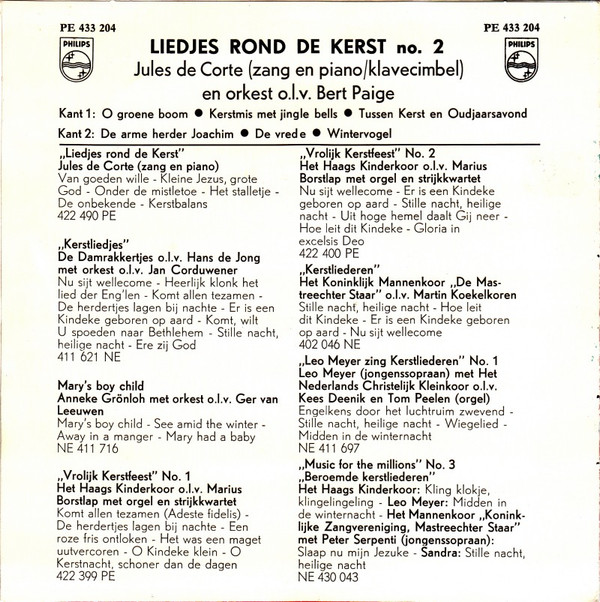 PE 433 204
PE 433 204
PHILIPS
PHILIPS
LIEDJES ROND DE KERST no. 2
Jules de Corte (zang en piano/klavecimbel)
en orkest o.l.v. Bert Paige
Kant 1: O groene boom ● Kerstmis met jingle bells ● Tussen Kerst en Oudjaarsavond
Kant 2: De arme herder Joachim ● De vrede ● Wintervogel
„Liedjes rond de Kerst”
Jules de Corte (zang en piano)
Van goeden wille - Kleine Jezus, grote
God - Onder de mistletoe - Het stalletje -
De onbekende - Kerstbalans
422 490 PE
„Kerstliedjes”
De Damrakkertjes o.l.v. Hans de Jong
met orkest o.l.v. Jan Corduwener
Nu sijt wellecome - Heerlijk klonk het
lied der Eng'len - Komt allen tezamen -
De herdertjes lagen bij nachte - Er is een
Kindeke geboren op aard - Komt, wilt
U spoeden naar Bethlehem - Stille nacht,
heilige nacht - Ere zij God
411 621 NE
Mary's boy child
Anneke Grönloh met orkest o.l.v. Ger van
Leeuwen
Mary's boy child - See amid the winter -
Away in a manger - Mary had a baby
NE 411 716
„Vrolijk Kerstfeest” No. 1
Het Haags Kinderkoor o.l.v. Marius
Borstlap met orgel en strijkkwartet
Komt allen tezamen (Adeste fidelis) -
De herdertjes lagen bij nachte - Een
roze fris ontloken - Het was een maget
uutvercoren - O Kindeke klein - O
Kerstnacht, schoner dan de dagen
422 399 PE
„Vrolijk Kerstfeest” No. 2
Het Haags Kinderkoor o.l.v. Marius
Borstlap met orgel en strijkkwartet
Nu sijt wellecome - Er is een Kindeke
geboren op aard - Stille nacht, heilige
nacht - Uit hoge hemel daalt Gij neer -
Hoe leit dit Kindeke - Gloria in
excelsis Deo
422 400 PE
„Kerstliederen”
Het Koninklijk Mannenkoor „De Mas-
treechter Staar” o.l.v. Martin Koekelkoren
Stille nacht, heilige nacht - Hoe leit
dit Kindeke - Er is een Kindeke geboren
op aard - Nu sijt wellecome
402 046 NE
„Leo Meyer zing Kerstliederen” No. 1
Leo Meyer (jongenssopraan) met Het
Nederlands Christelijk Kleinkoor o.l.v.
Kees Deenik en Tom Peelen (orgel)
Engelkens door het luchtruim zwevend -
Stille nacht, heilige nacht - Wiegelied -
Midden in de winternacht
NE 411 697
„Music for the millions” No. 3
„Beroemde kerstliederen”
Het Haags Kinderkoor: Kling klokje,
klingelingeling - Leo Meyer: Midden in
de winternacht - Het Mannenkoor „Konink-
lijke Zangvereniging, Mastreechter Staar”
met Peter Serpenti (jongenssopraan):
Slaap nu mijn Jezuke - Sandra: Stille nacht,
heilige nacht
NE 430 043